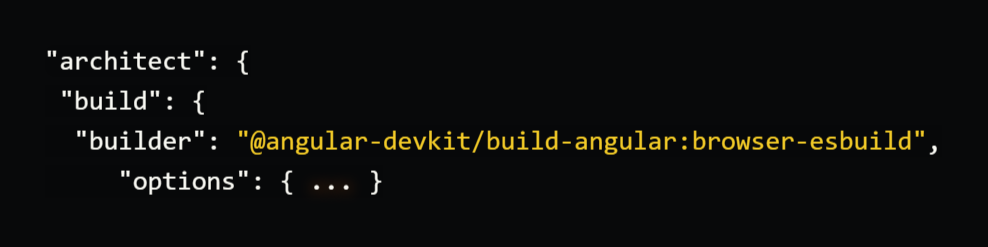 "architect": {
"build": {
"builder": "@angular-devkit/build-angular:browser-esbuild",
"options": { ... }